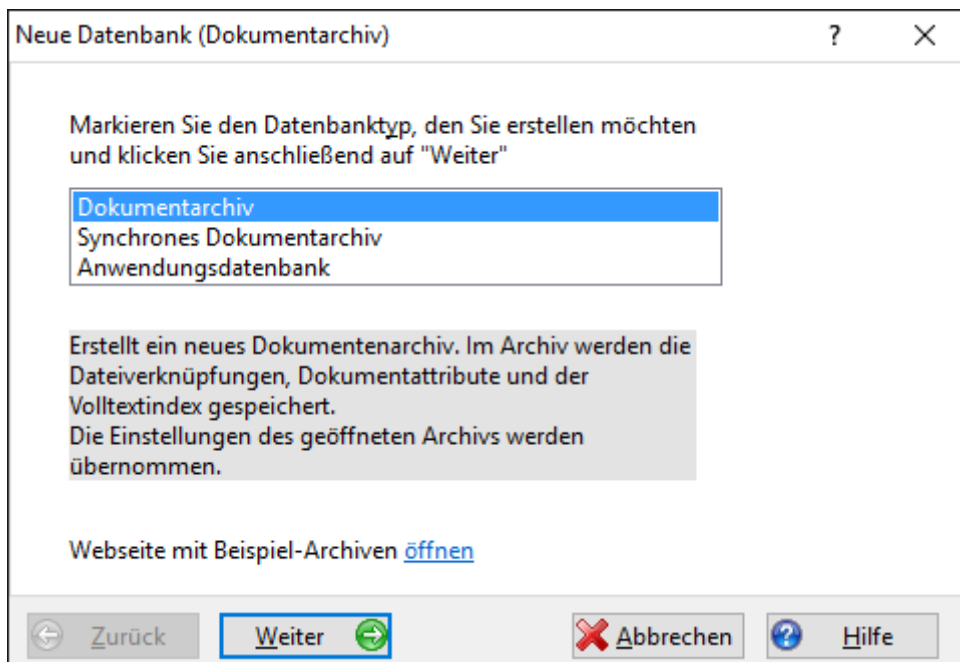 Neue Datenbank (Dokumentarchiv)
?
Markieren Sie den Datenbanktyp, den Sie erstellen möchten
und klicken Sie anschließend auf "Weiter"
Dokumentarchiv
Synchrones Dokumentarchiv
Anwendungsdatenbank
Erstellt ein neues Dokumentenarchiv. Im Archiv werden die
Dateiverknüpfungen, Dokumentattribute und der
Volltextindex gespeichert.
Die Einstellungen des geöffneten Archivs werden
übernommen.
Webseite mit Beispiel-Archiven öffnen
Zurück
Weiter
Abbrechen
? Hilfe